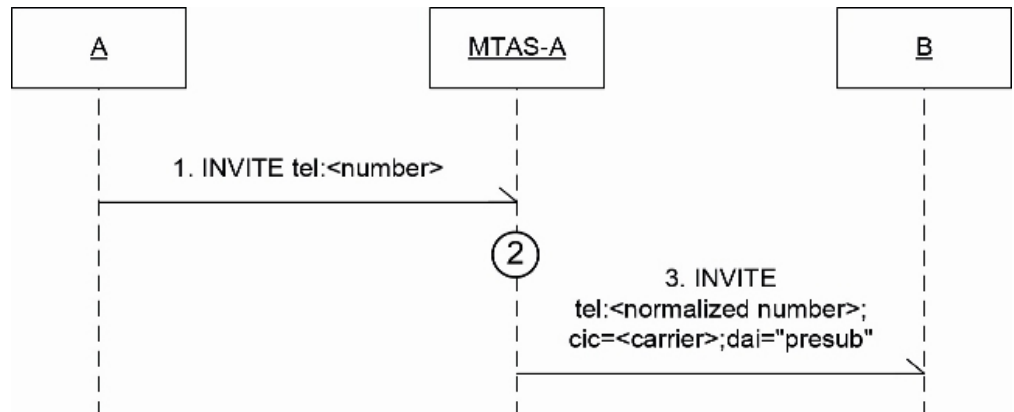 A
MTAS-A
B
1. INVITE tel:<number>
2
3. INVITE
tel:<normalized number>;
cic=<carrier>;dai="presub"